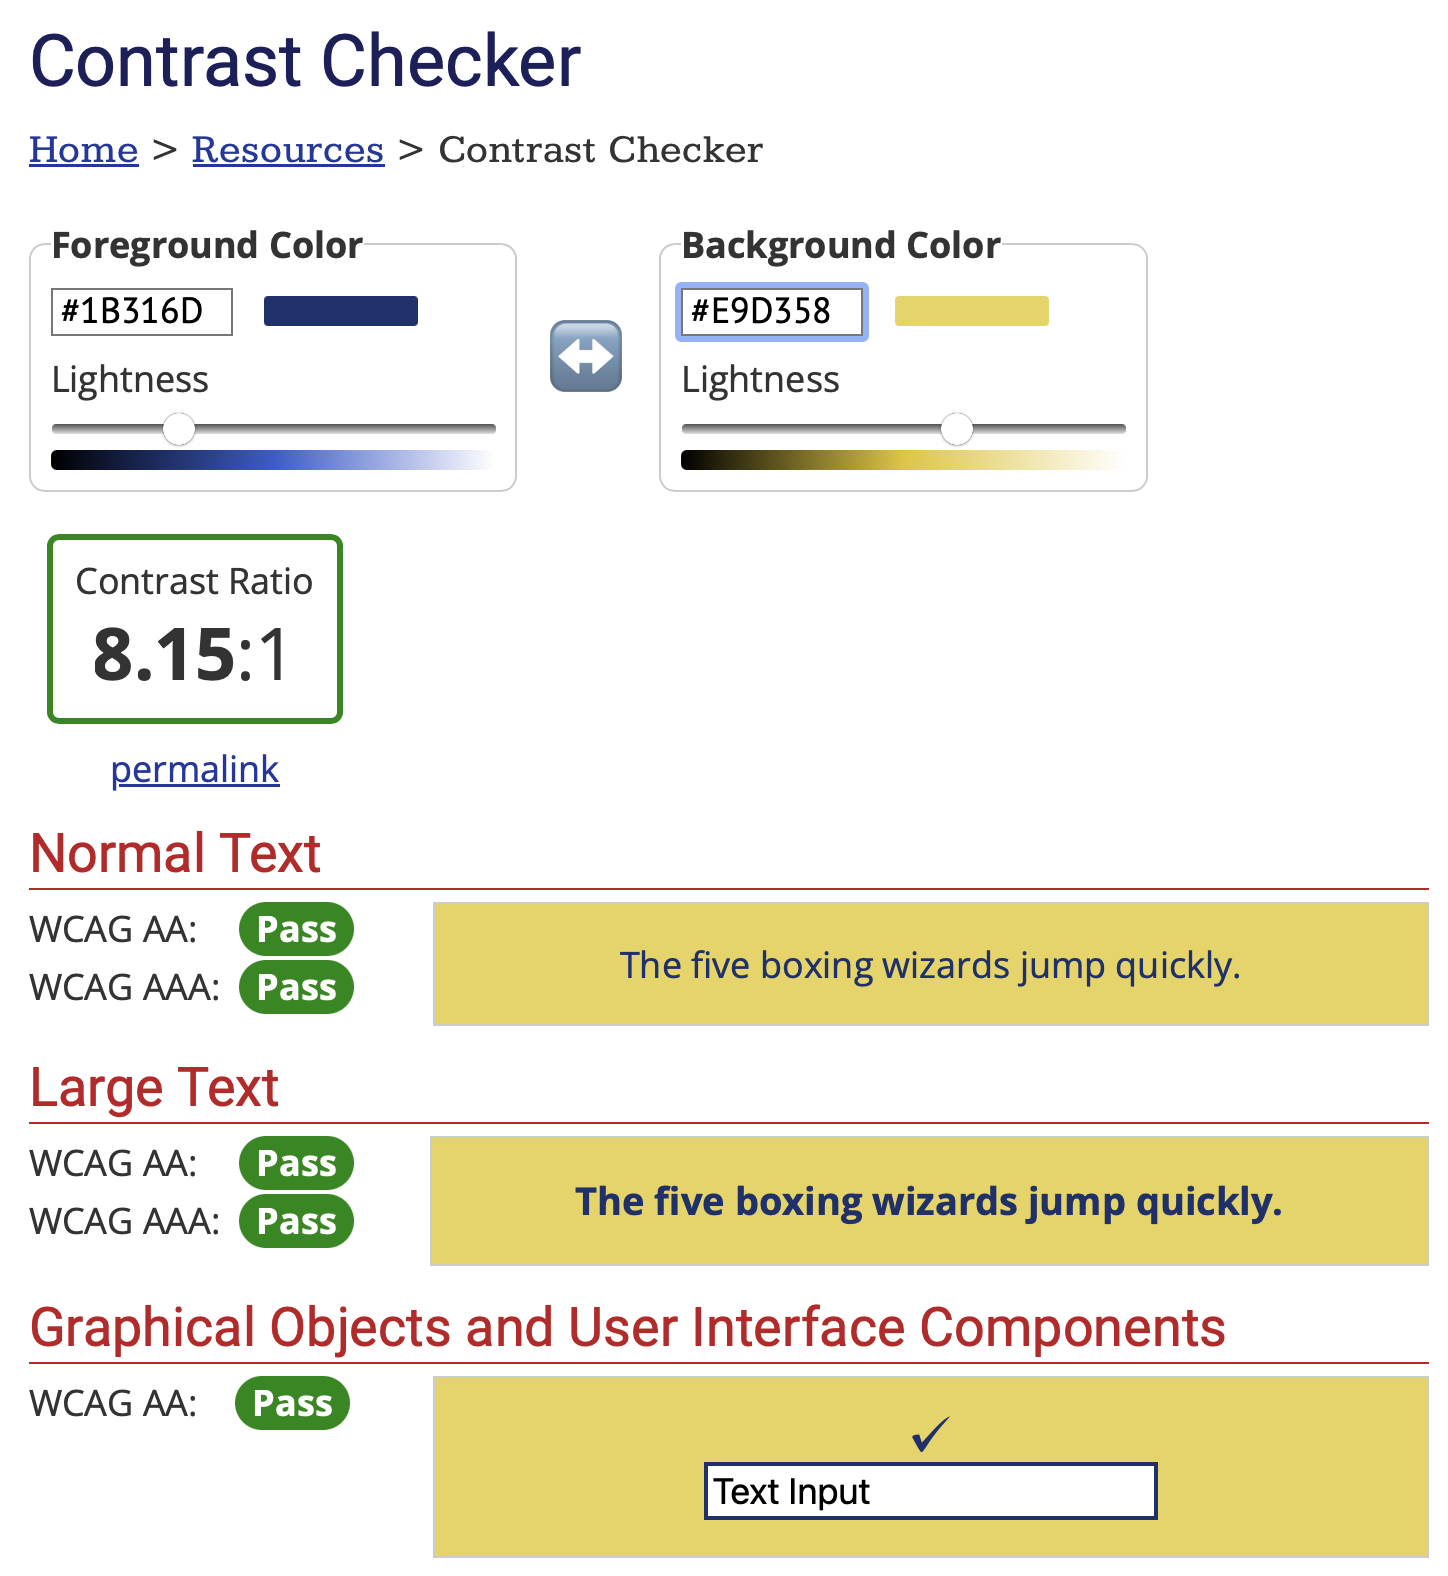 Contrast Checker
Home > Resources > Contrast Checker
Foreground Color
#1B316D
Lightness
Background Color
#E9D358
Lightness
Contrast Ratio
8.15:1
permalink
Normal Text
WCAG AA: Pass
WCAG AAA: Pass
The five boxing wizards jump quickly.
Large Text
WCAG AA: Pass
WCAG AAA: Pass
The five boxing wizards jump quickly.
Graphical Objects and User Interface Components
WCAG AA: Pass
✓
Text Input